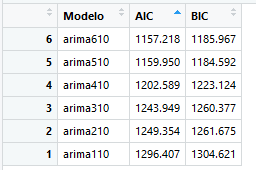 Modelo AIC BIC
6 arima610 1157.218 1185.967
5 arima510 1159.950 1184.592
4 arima410 1202.589 1223.124
3 arima310 1243.949 1260.377
2 arima210 1249.354 1261.675
1 arima110 1296.407 1304.621